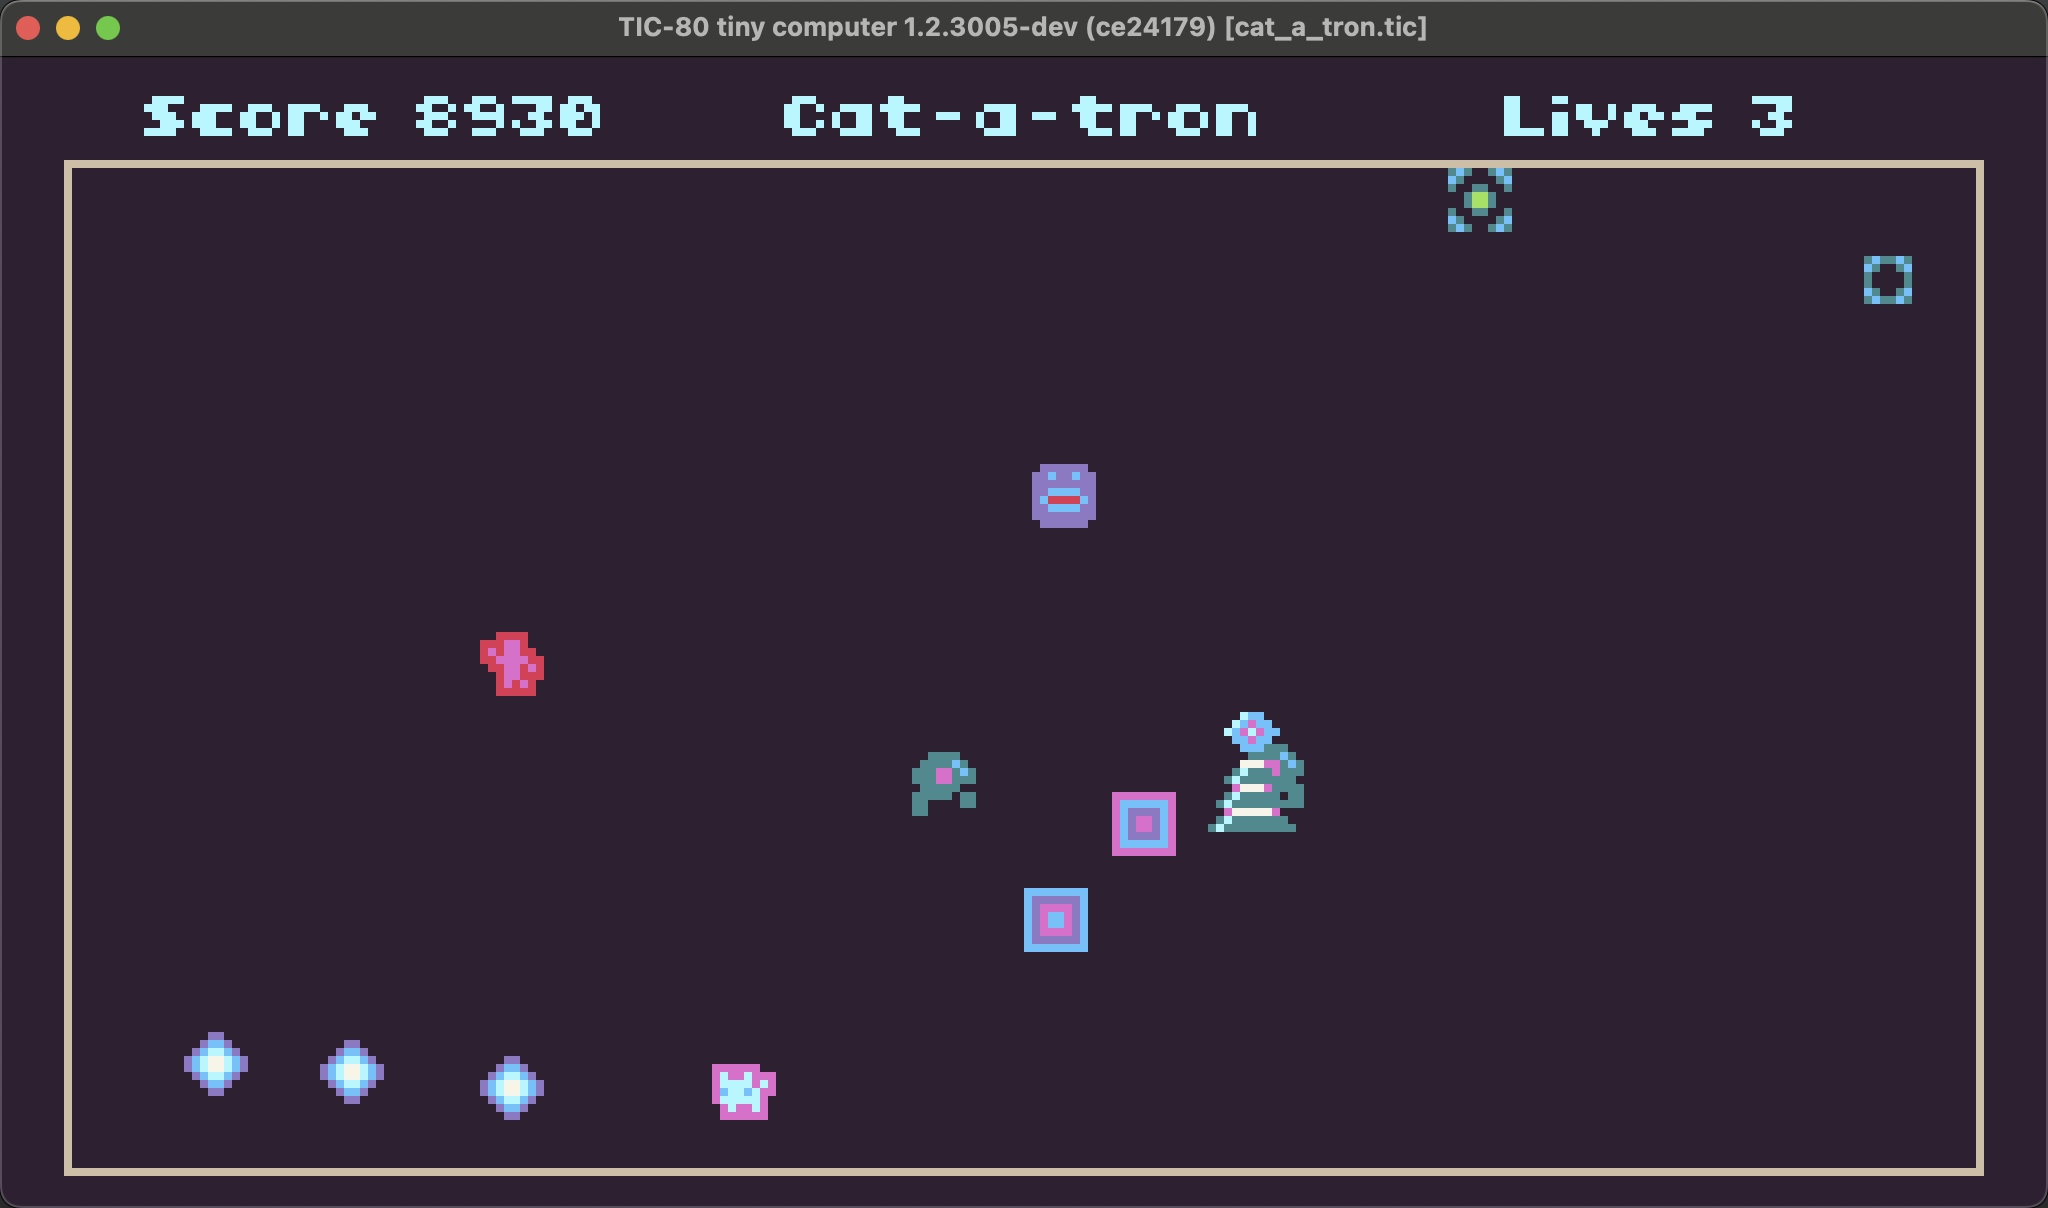 TIC-80 tiny computer 1.2.3005-dev (ce24179) [cat_a_tron.tic]
Score 8930 Cat-a-tron Lives 3